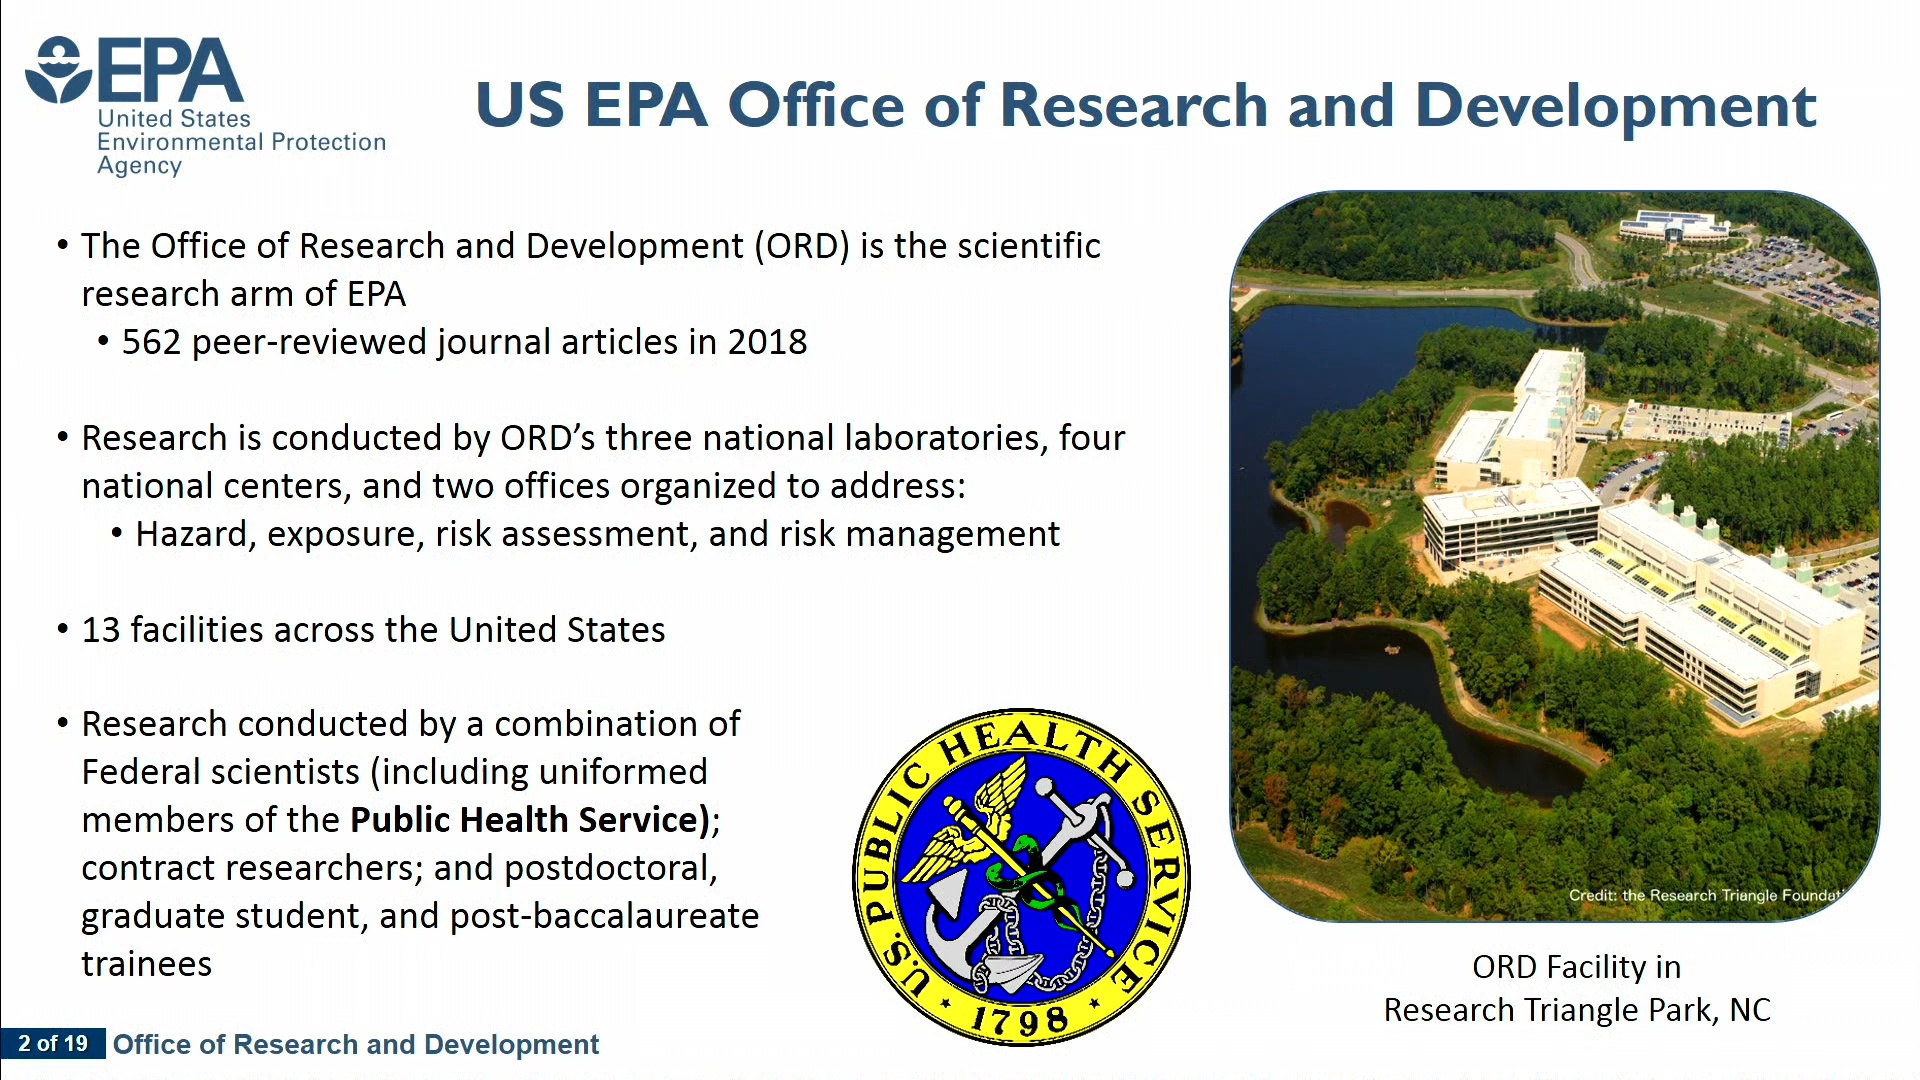 EPA
United States
Environmental Protection
Agency
US EPA Office of Research and Development
• The Office of Research and Development (ORD) is the scientific
research arm of EPA
• 562 peer-reviewed journal articles in 2018
• Research is conducted by ORD’s three national laboratories, four
national centers, and two offices organized to address:
• Hazard, exposure, risk assessment, and risk management
• 13 facilities across the United States
• Research conducted by a combination of
Federal scientists (including uniformed
members of the Public Health Service);
contract researchers; and postdoctoral,
graduate student, and post-baccalaureate
trainees
U.S. PUBLIC HEALTH SERVICE
1798
Credit: the Research Triangle Foundati
ORD Facility in
Research Triangle Park, NC
2 of 19
Office of Research and Development